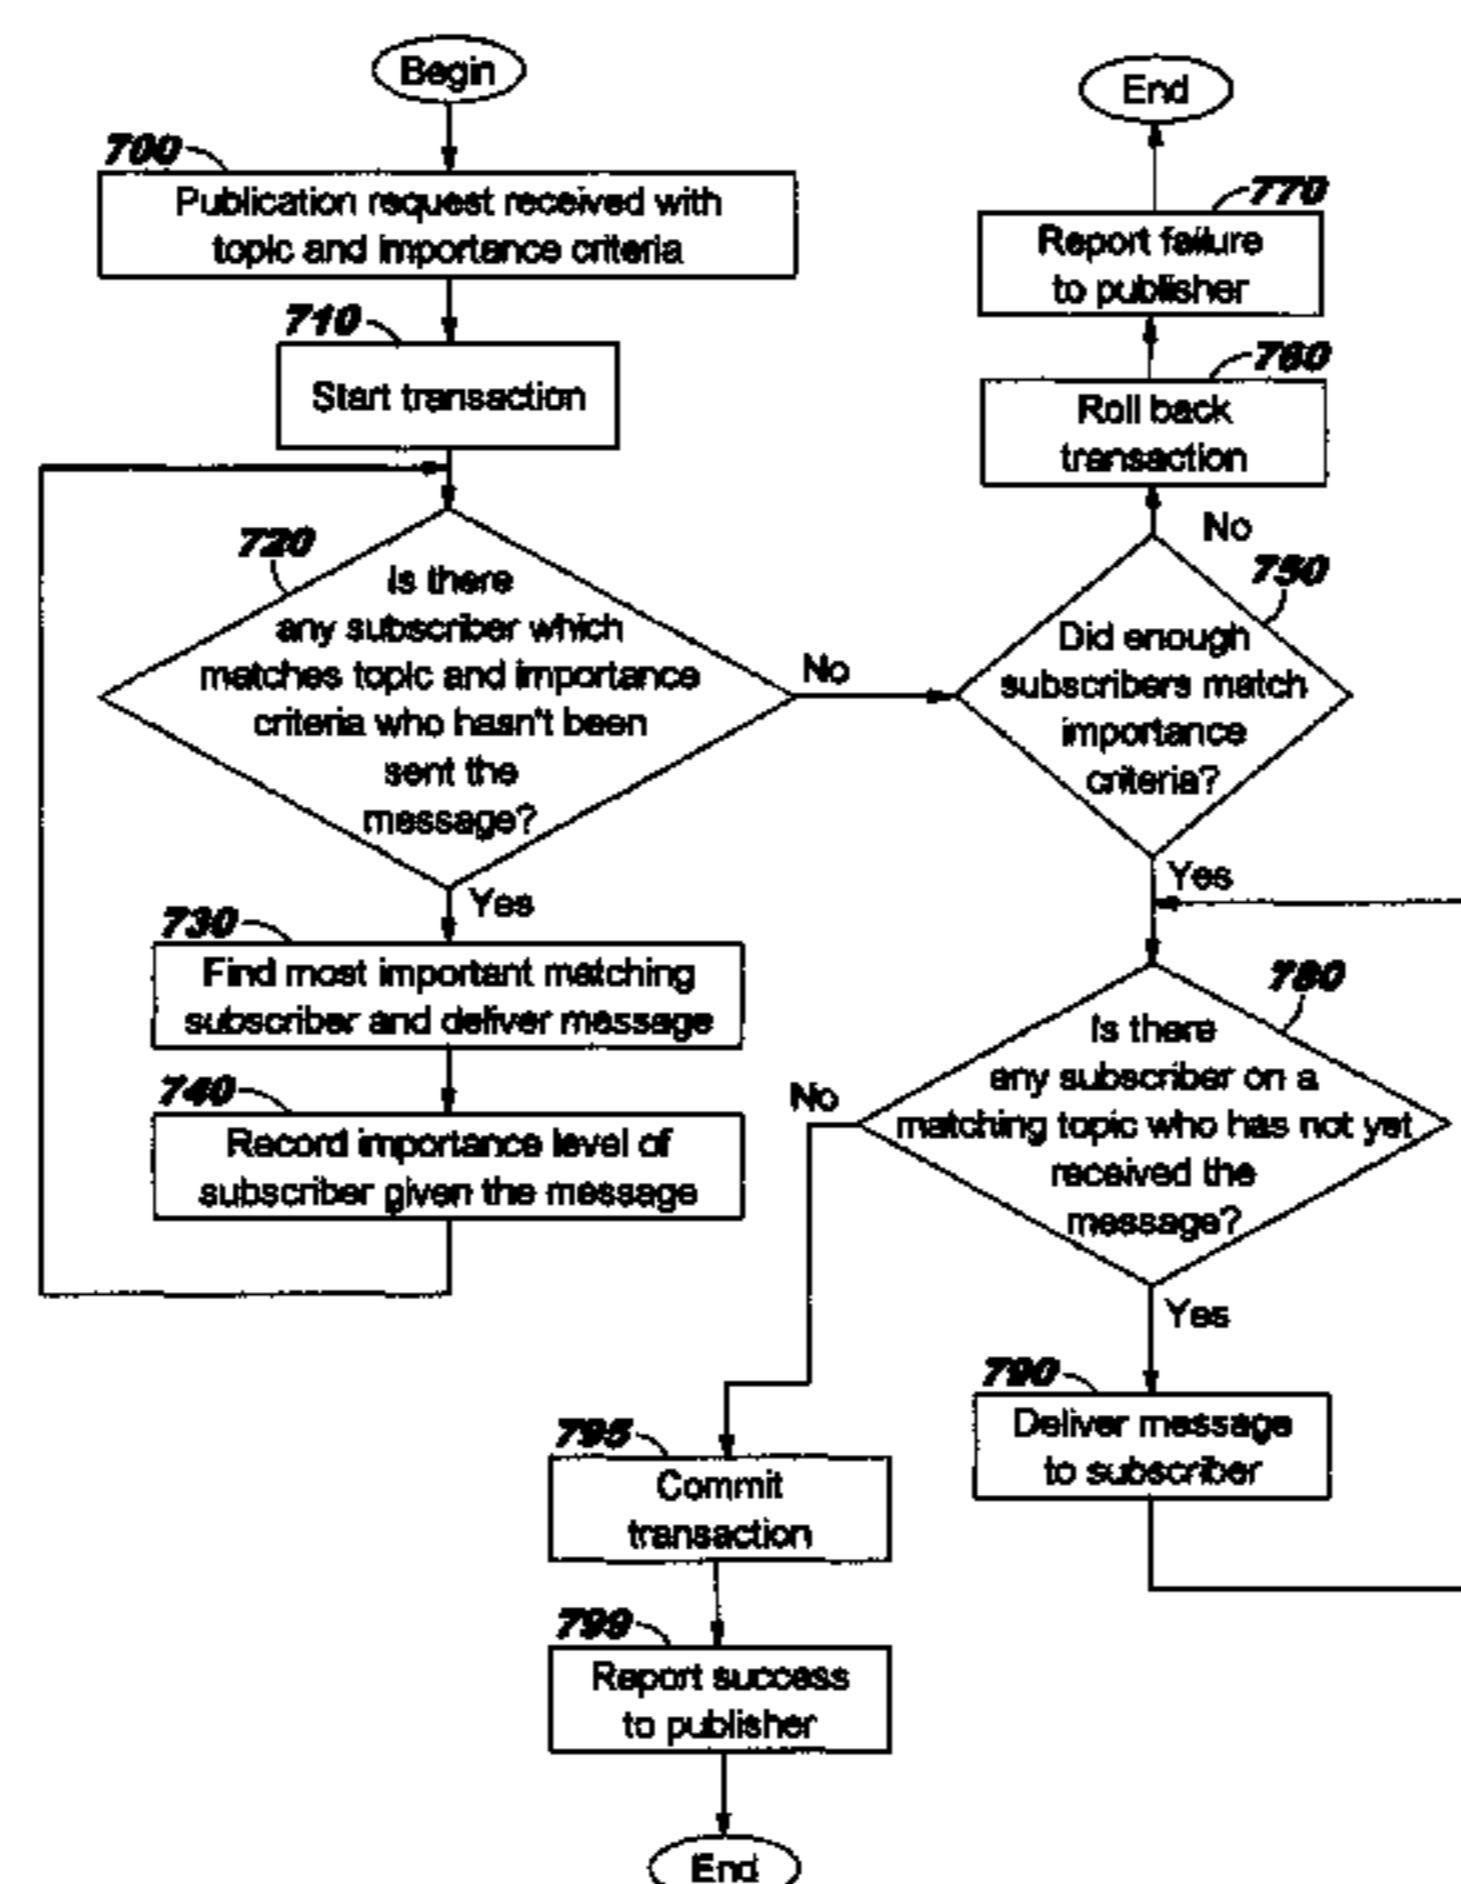 Begin
700
Publication request received with
topic and importance criteria
710
Start transaction
720
Is there
any subscriber which
matches topic and importance
criteria who hasn't been
sent the
message?
No
Yes
730
Find most important matching
subscriber and deliver message
740
Record importance level of
subscriber given the message
End
770
Report failure
to publisher
760
Roll back
transaction
No
750
Did enough
subscribers match
importance
criteria?
Yes
780
Is there
any subscriber on a
matching topic who has not yet
received the
message?
No
Yes
790
Deliver message
to subscriber
795
Commit
transaction
799
Report success
to publisher
End